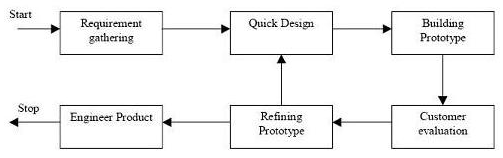 Start
Requirement
gathering
Quick Design
Building
Prototype
Stop
Engineer Product
Refining
Prototype
Customer
evaluation